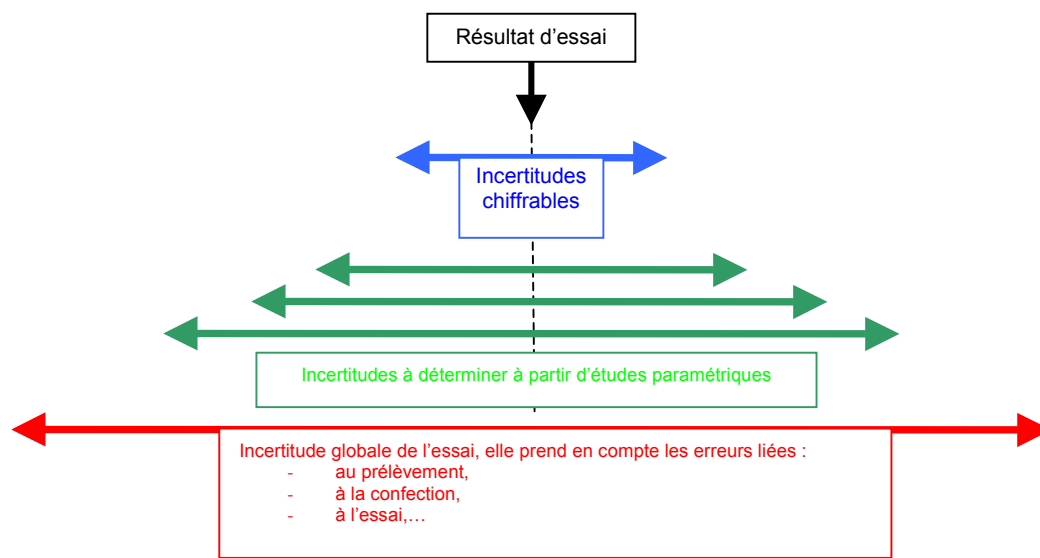 Résultat d’essai
Incertitudes
chiffrables
Incertitudes à déterminer à partir d’études paramétriques
Incertitude globale de l’essai, elle prend en compte les erreurs liées :
- au prélèvement,
- à la confection,
- à l’essai,…